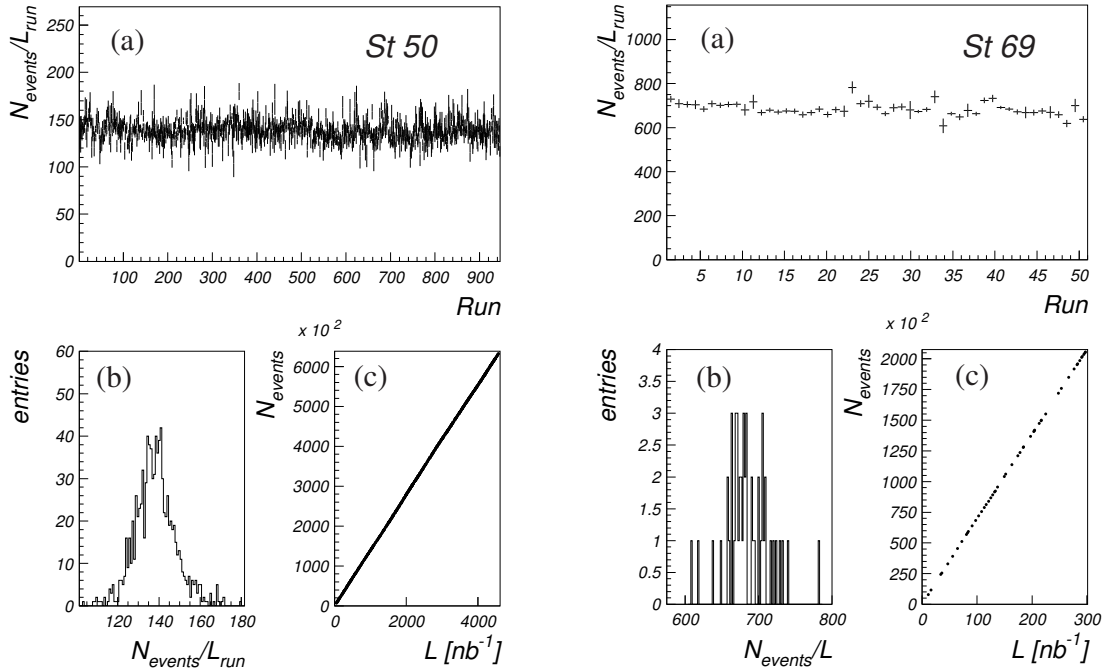 N_events/L_run
250
200
150
100
50
0
(a)
St 50
100 200 300 400 500 600 700 800 900
Run
N_events/L_run
1000
800
600
400
200
0
(a)
St 69
5 10 15 20 25 30 35 40 45 50
Run
entries
60
50
40
30
20
10
0
(b)
120 140 160 180
N_events/L_run
x 10 2
N_events
6000
5000
4000
3000
2000
1000
0
(c)
0 2000 4000
L [nb-1]
entries
4
3.5
3
2.5
2
1.5
1
0.5
0
(b)
600 700 800
N_events/L
x 10 2
N_events
2000
1750
1500
1250
1000
750
500
250
0
(c)
0 100 200 300
L [nb-1]